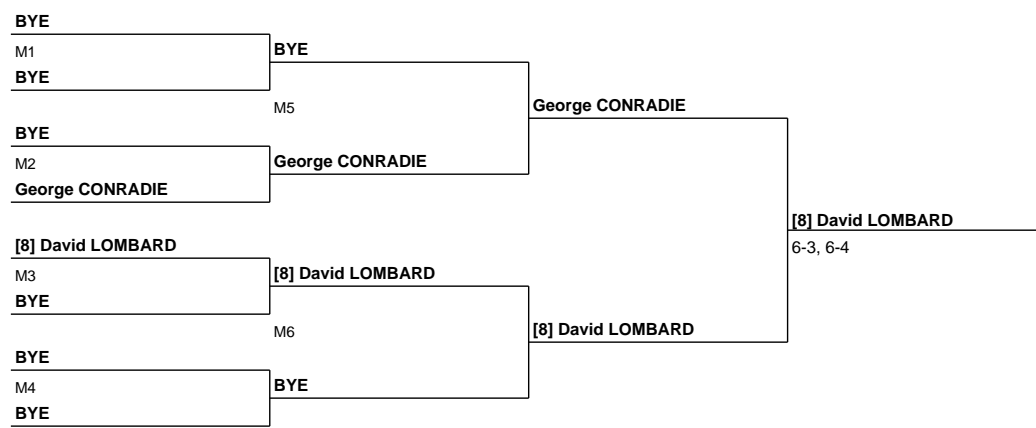 BYE
M1
BYE
BYE
M5
George CONRADIE
BYE
M2
George CONRADIE
George CONRADIE
[8] David LOMBARD
6-3, 6-4
[8] David LOMBARD
M3
[8] David LOMBARD
BYE
M6
[8] David LOMBARD
BYE
M4
BYE
BYE